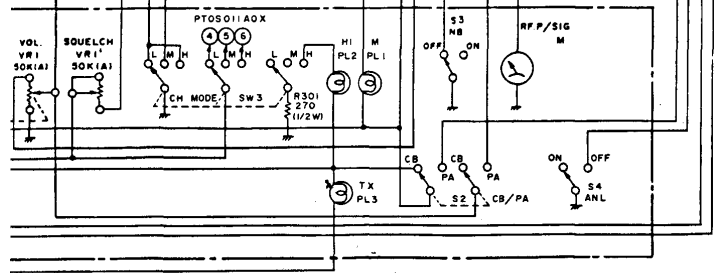 PTOS011A0X
4 5 6
S3
NB
RF.P/SIG
M
VOL.
VR1
50K(A)
SQUELCH
VR1'
50K(A)
L M H
L M H
L M H
HI
PL2
M
PL1
OFF
ON
CH MODE
SW3
R301
270
(1/2W)
CB
PA
CB
PA
ON
OFF
TX
PL3
S2
CB/PA
S4
ANL